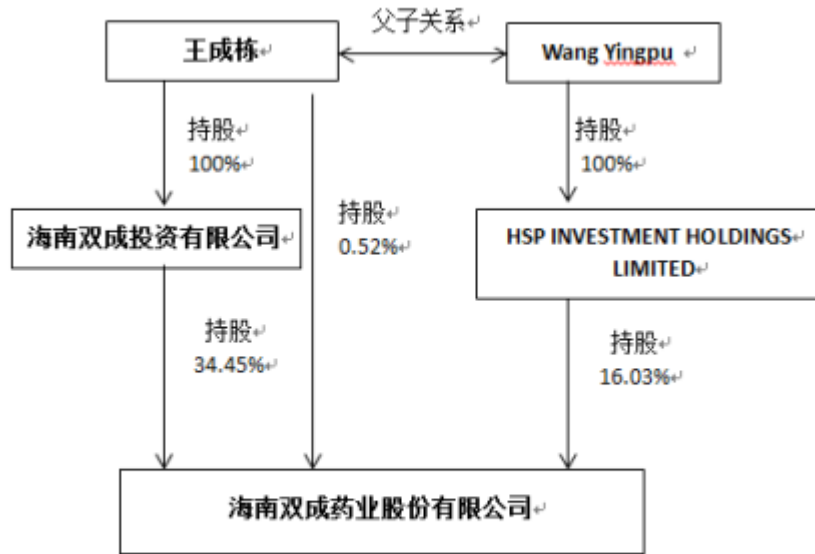 父子关系
王成栋
Wang Yingpu
持股
100%
持股
100%
海南双成投资有限公司
持股
0.52%
HSP INVESTMENT HOLDINGS
LIMITED
持股
34.45%
持股
16.03%
海南双成药业股份有限公司